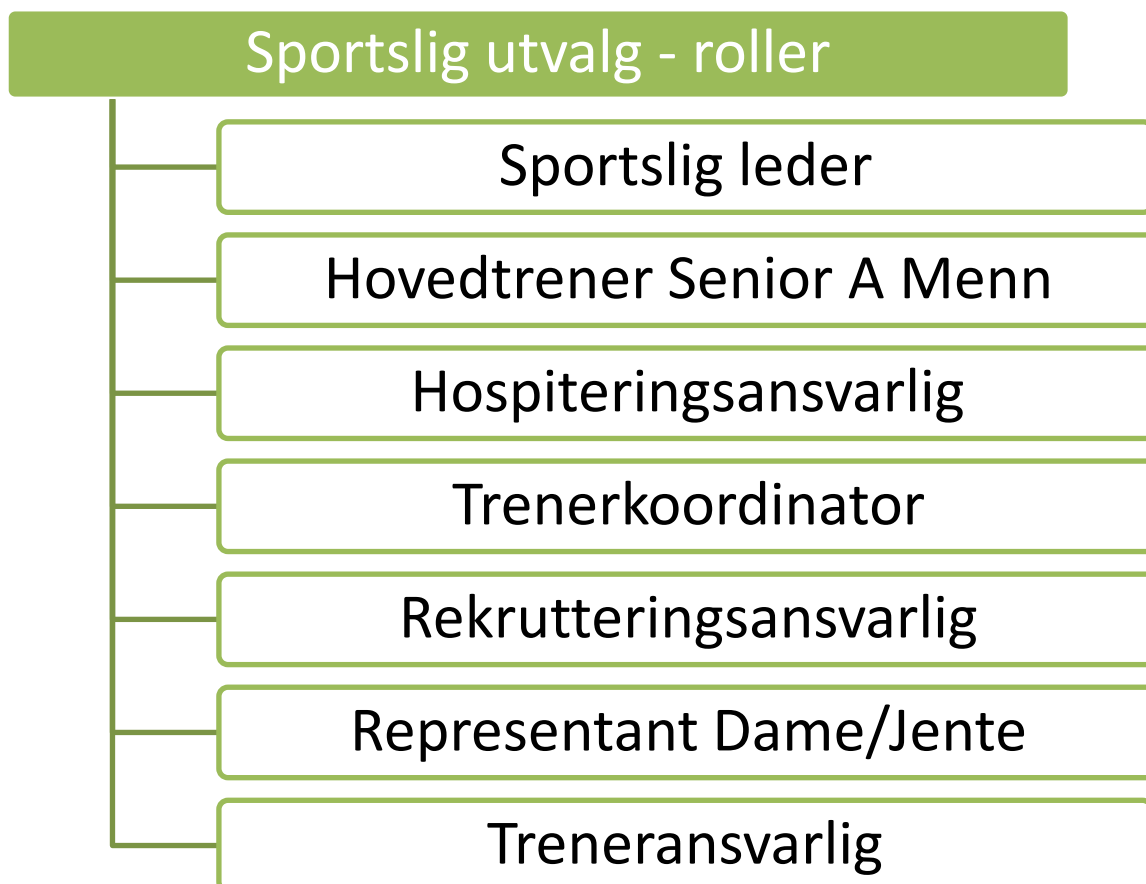 Sportslig utvalg - roller
Sportslig leder
Hovedtrener Senior A Menn
Hospiteringsansvarlig
Trenerkoordinator
Rekrutteringsansvarlig
Representant Dame/Jente
Treneransvarlig